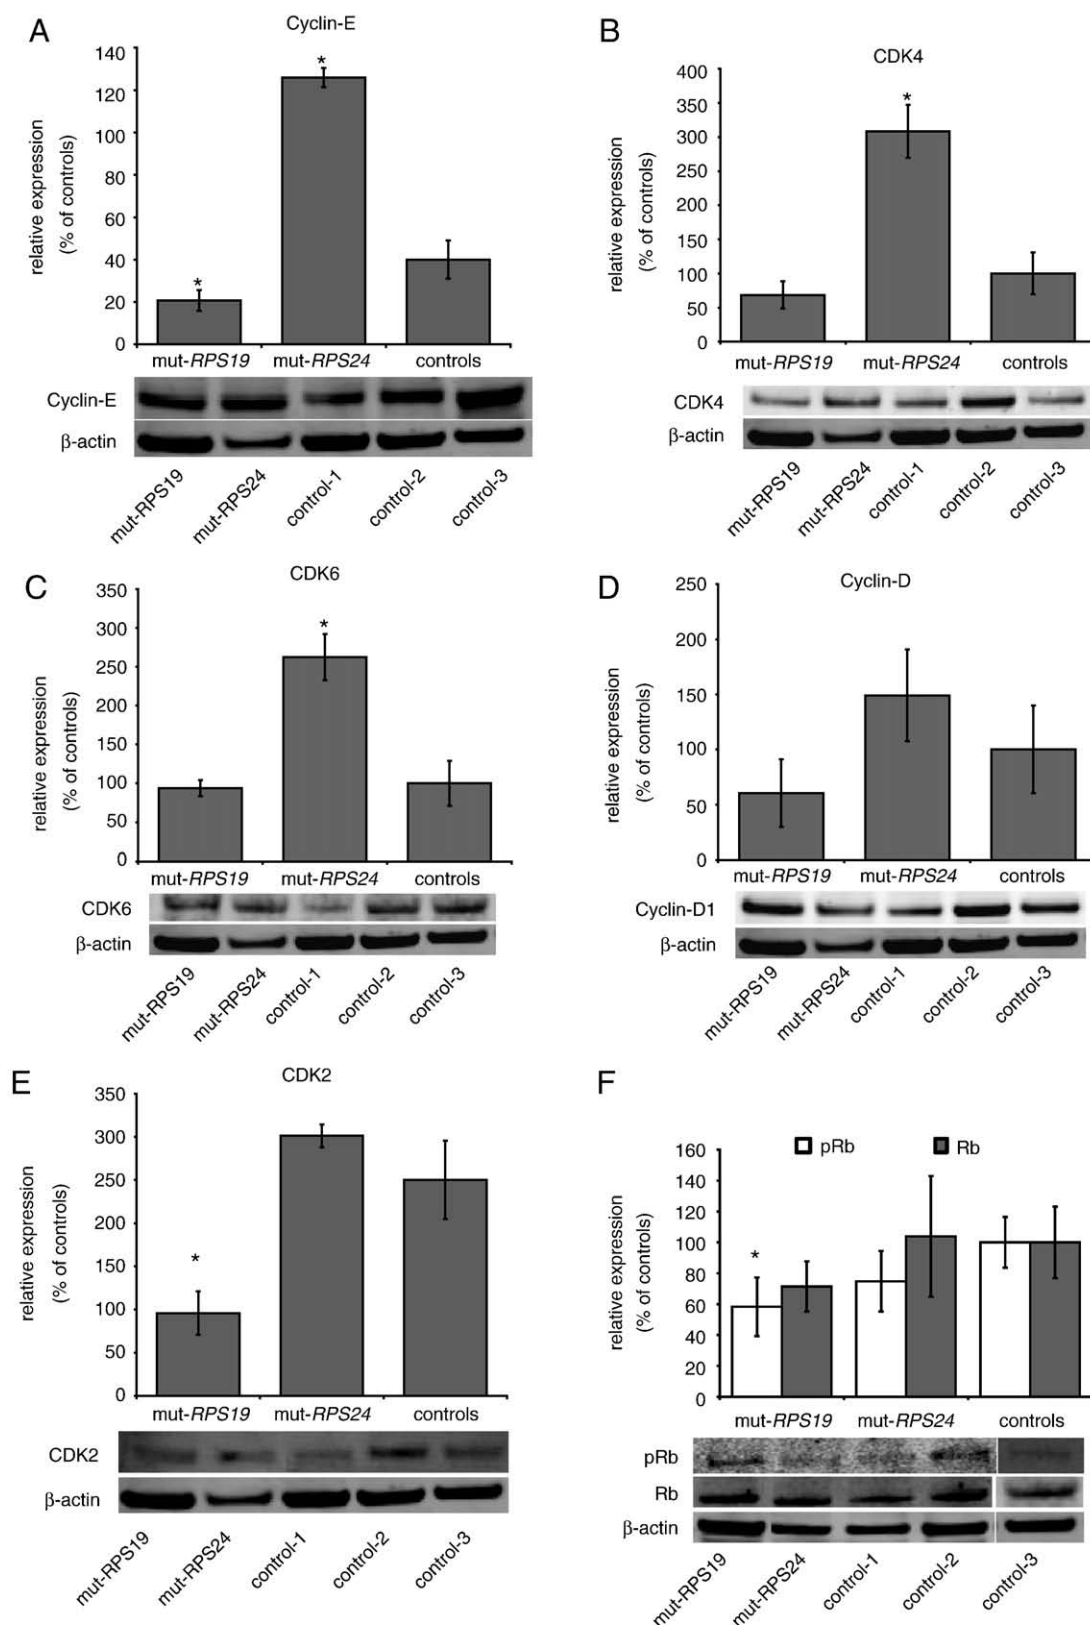 A
Cyclin-E
relative expression
(% of controls)
140
120
100
80
60
40
20
0
*
*
mut-RPS19 mut-RPS24 controls
Cyclin-E
β-actin
mut-RPS19 mut-RPS24 control-1 control-2 control-3
B
CDK4
relative expression
(% of controls)
400
350
300
250
200
150
100
50
0
*
mut-RPS19 mut-RPS24 controls
CDK4
β-actin
mut-RPS19 mut-RPS24 control-1 control-2 control-3
C
CDK6
relative expression
(% of controls)
350
300
250
200
150
100
50
0
*
mut-RPS19 mut-RPS24 controls
CDK6
β-actin
mut-RPS19 mut-RPS24 control-1 control-2 control-3
D
Cyclin-D
relative expression
(% of controls)
250
200
150
100
50
0
mut-RPS19 mut-RPS24 controls
Cyclin-D1
β-actin
mut-RPS19 mut-RPS24 control-1 control-2 control-3
E
CDK2
relative expression
(% of controls)
350
300
250
200
150
100
50
0
*
mut-RPS19 mut-RPS24 controls
CDK2
β-actin
mut-RPS19 mut-RPS24 control-1 control-2 control-3
F
pRb Rb
relative expression
(% of controls)
160
140
120
100
80
60
40
20
0
*
mut-RPS19 mut-RPS24 controls
pRb
Rb
β-actin
mut-RPS19 mut-RPS24 control-1 control-2 control-3